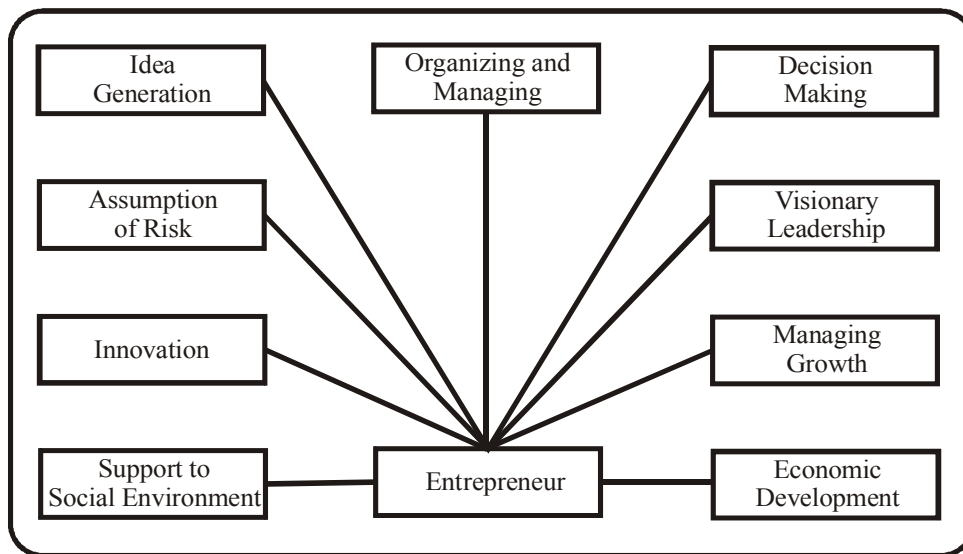 Idea
Generation
Organizing and
Managing
Decision
Making
Assumption
of Risk
Visionary
Leadership
Innovation
Managing
Growth
Support to
Social Environment
Entrepreneur
Economic
Development